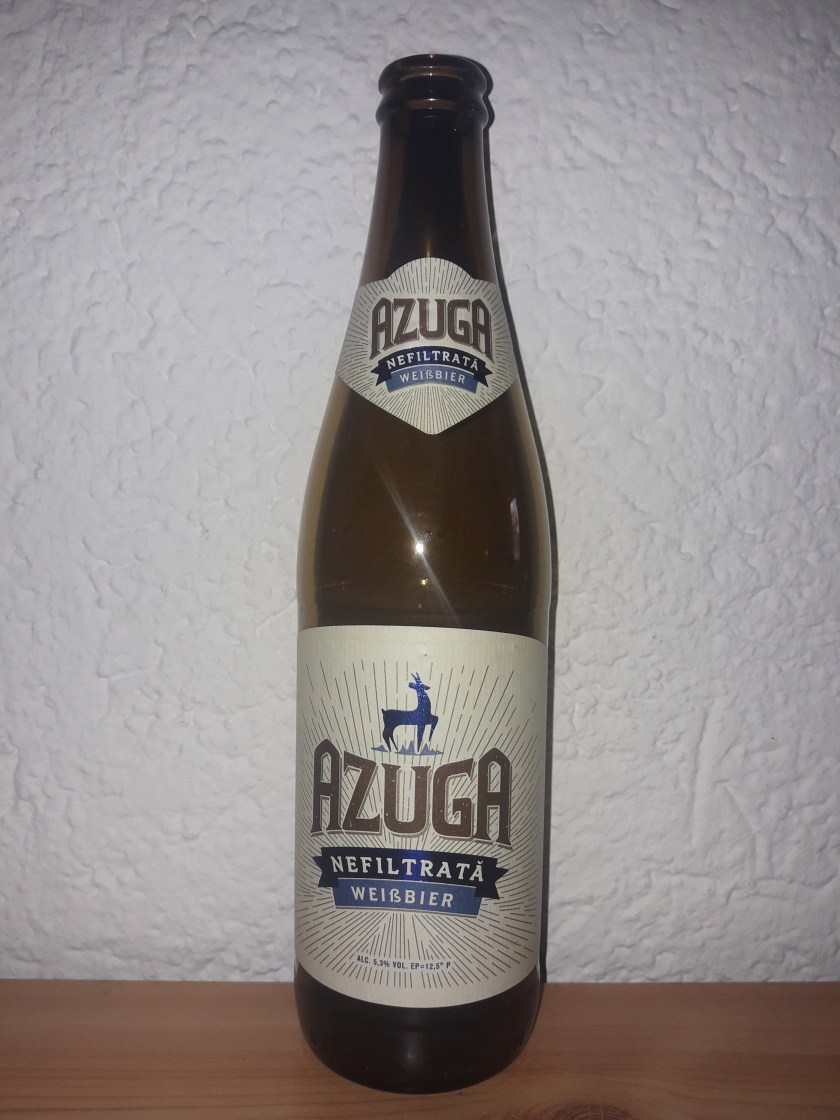 AZUGA
NEFILTRATĂ
WEIßBIER
AZUGA
NEFILTRATĂ
WEIßBIER
ALC. 5,3% VOL. EP=12,5° P